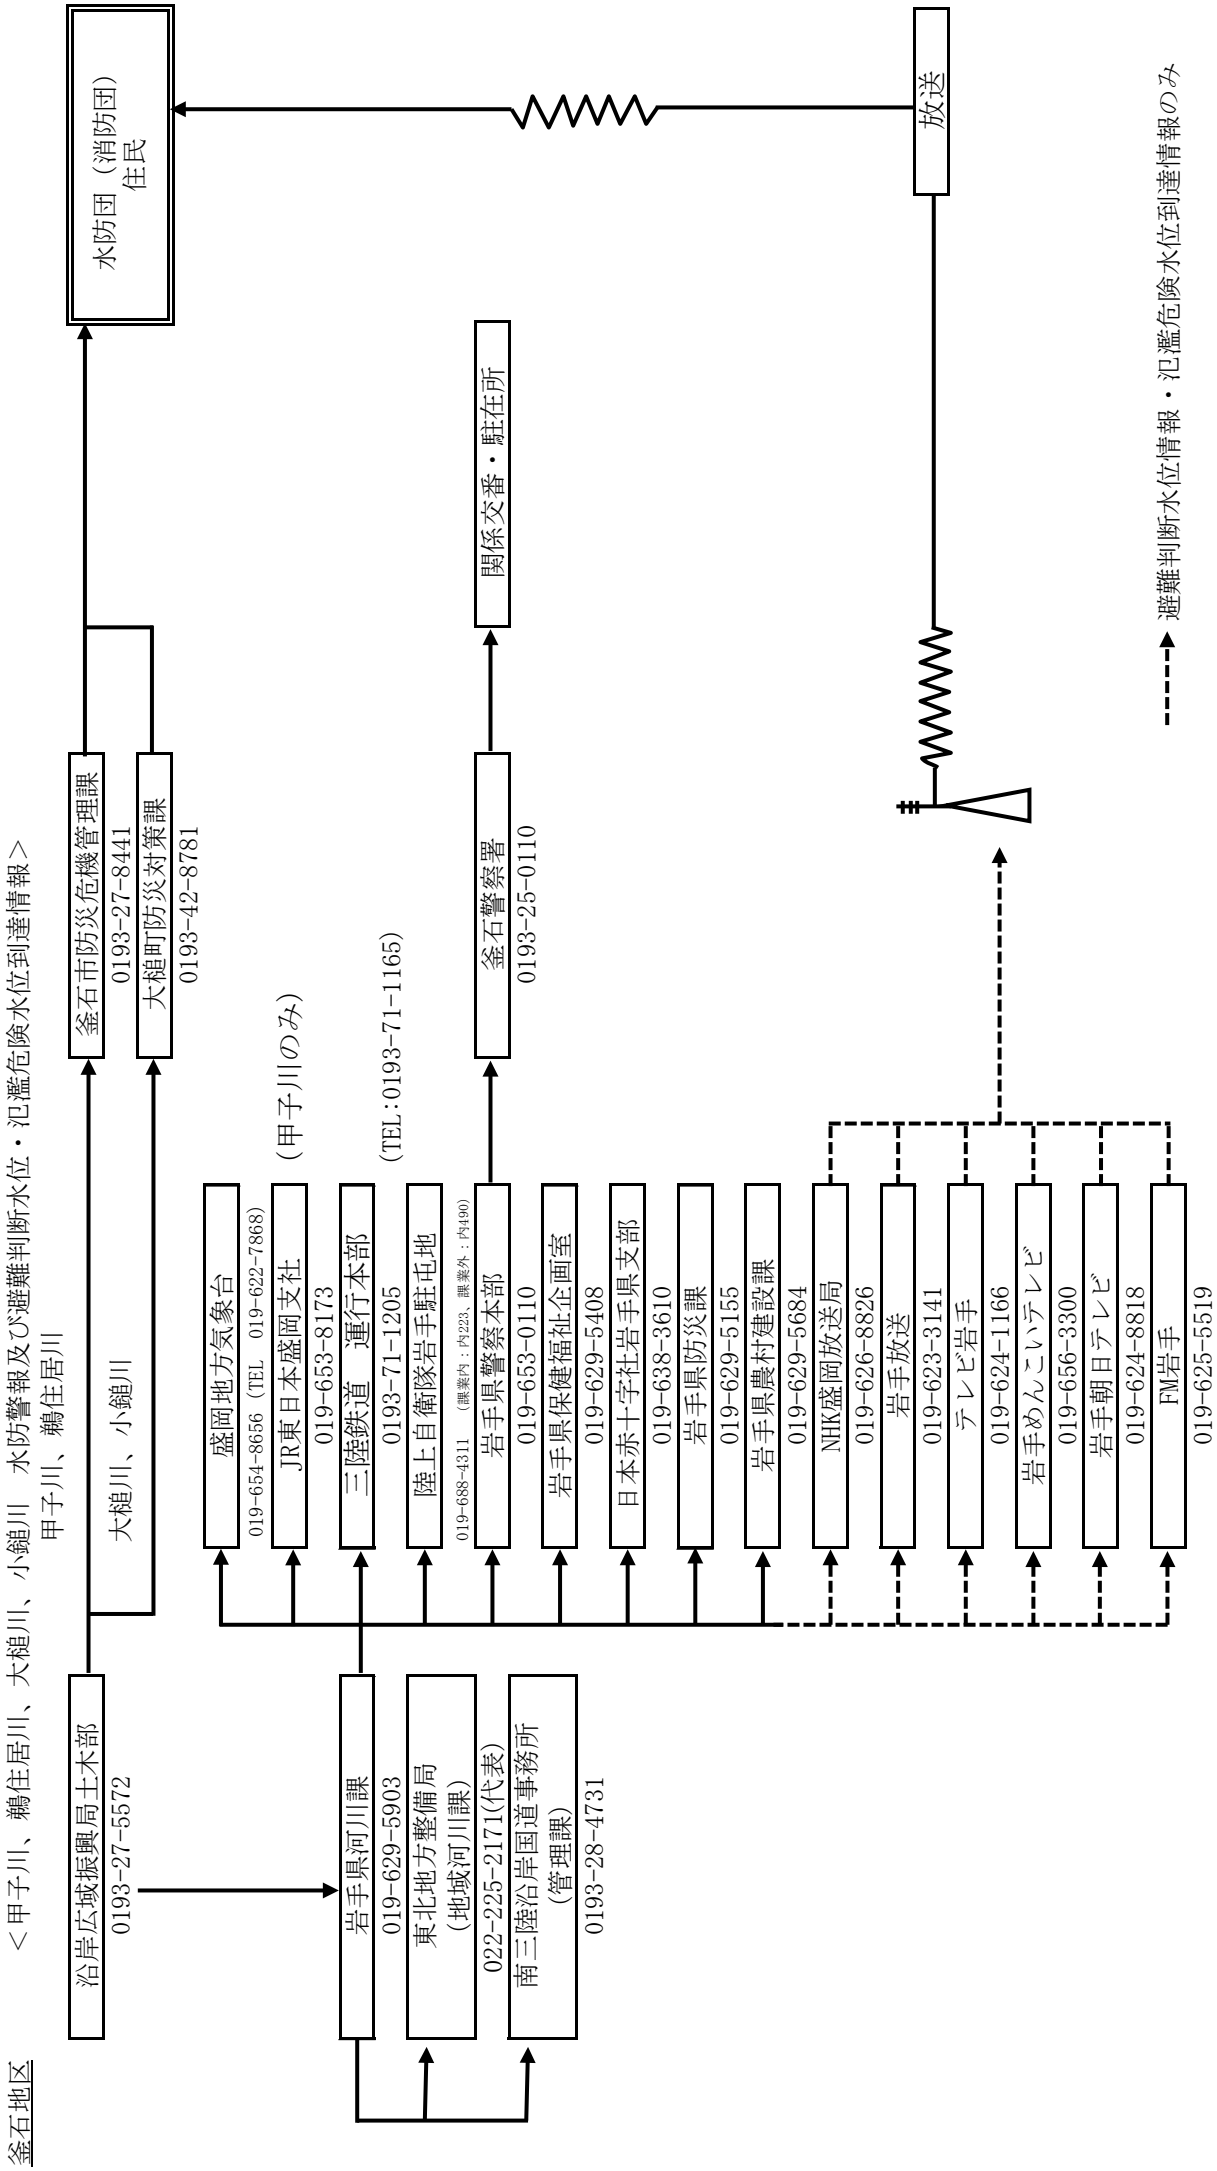 釜石地区
＜甲子川、鵜住居川、大槌川、小鎚川　水防警報及び避難判断水位・氾濫危険水位到達情報＞
甲子川、鵜住居川
大槌川、小鎚川
沿岸広域振興局土木部
0193-27-5572
釜石市防災危機管理課
0193-27-8441
大槌町防災対策課
0193-42-8781
水防団（消防団）
住民
岩手県河川課
019-629-5903
東北地方整備局
（地域河川課）
022-225-2171(代表)
南三陸沿岸国道事務所
（管理課）
0193-28-4731
盛岡地方気象台
019-654-8656（TEL　019-622-7868）
JR東日本盛岡支社
（甲子川のみ）
019-653-8173
三陸鉄道　運行本部
（TEL:0193-71-1165）
0193-71-1205
陸上自衛隊岩手駐屯地
019-688-4311　（課業内：内223、課業外：内490）
岩手県警察本部
019-653-0110
釜石警察署
0193-25-0110
関係交番・駐在所
岩手県保健福祉企画室
019-629-5408
日本赤十字社岩手県支部
019-638-3610
岩手県防災課
019-629-5155
岩手県農村建設課
019-629-5684
NHK盛岡放送局
019-626-8826
岩手放送
019-623-3141
テレビ岩手
019-624-1166
岩手めんこいテレビ
019-656-3300
岩手朝日テレビ
019-624-8818
FM岩手
019-625-5519
放送
避難判断水位情報・氾濫危険水位到達情報のみ